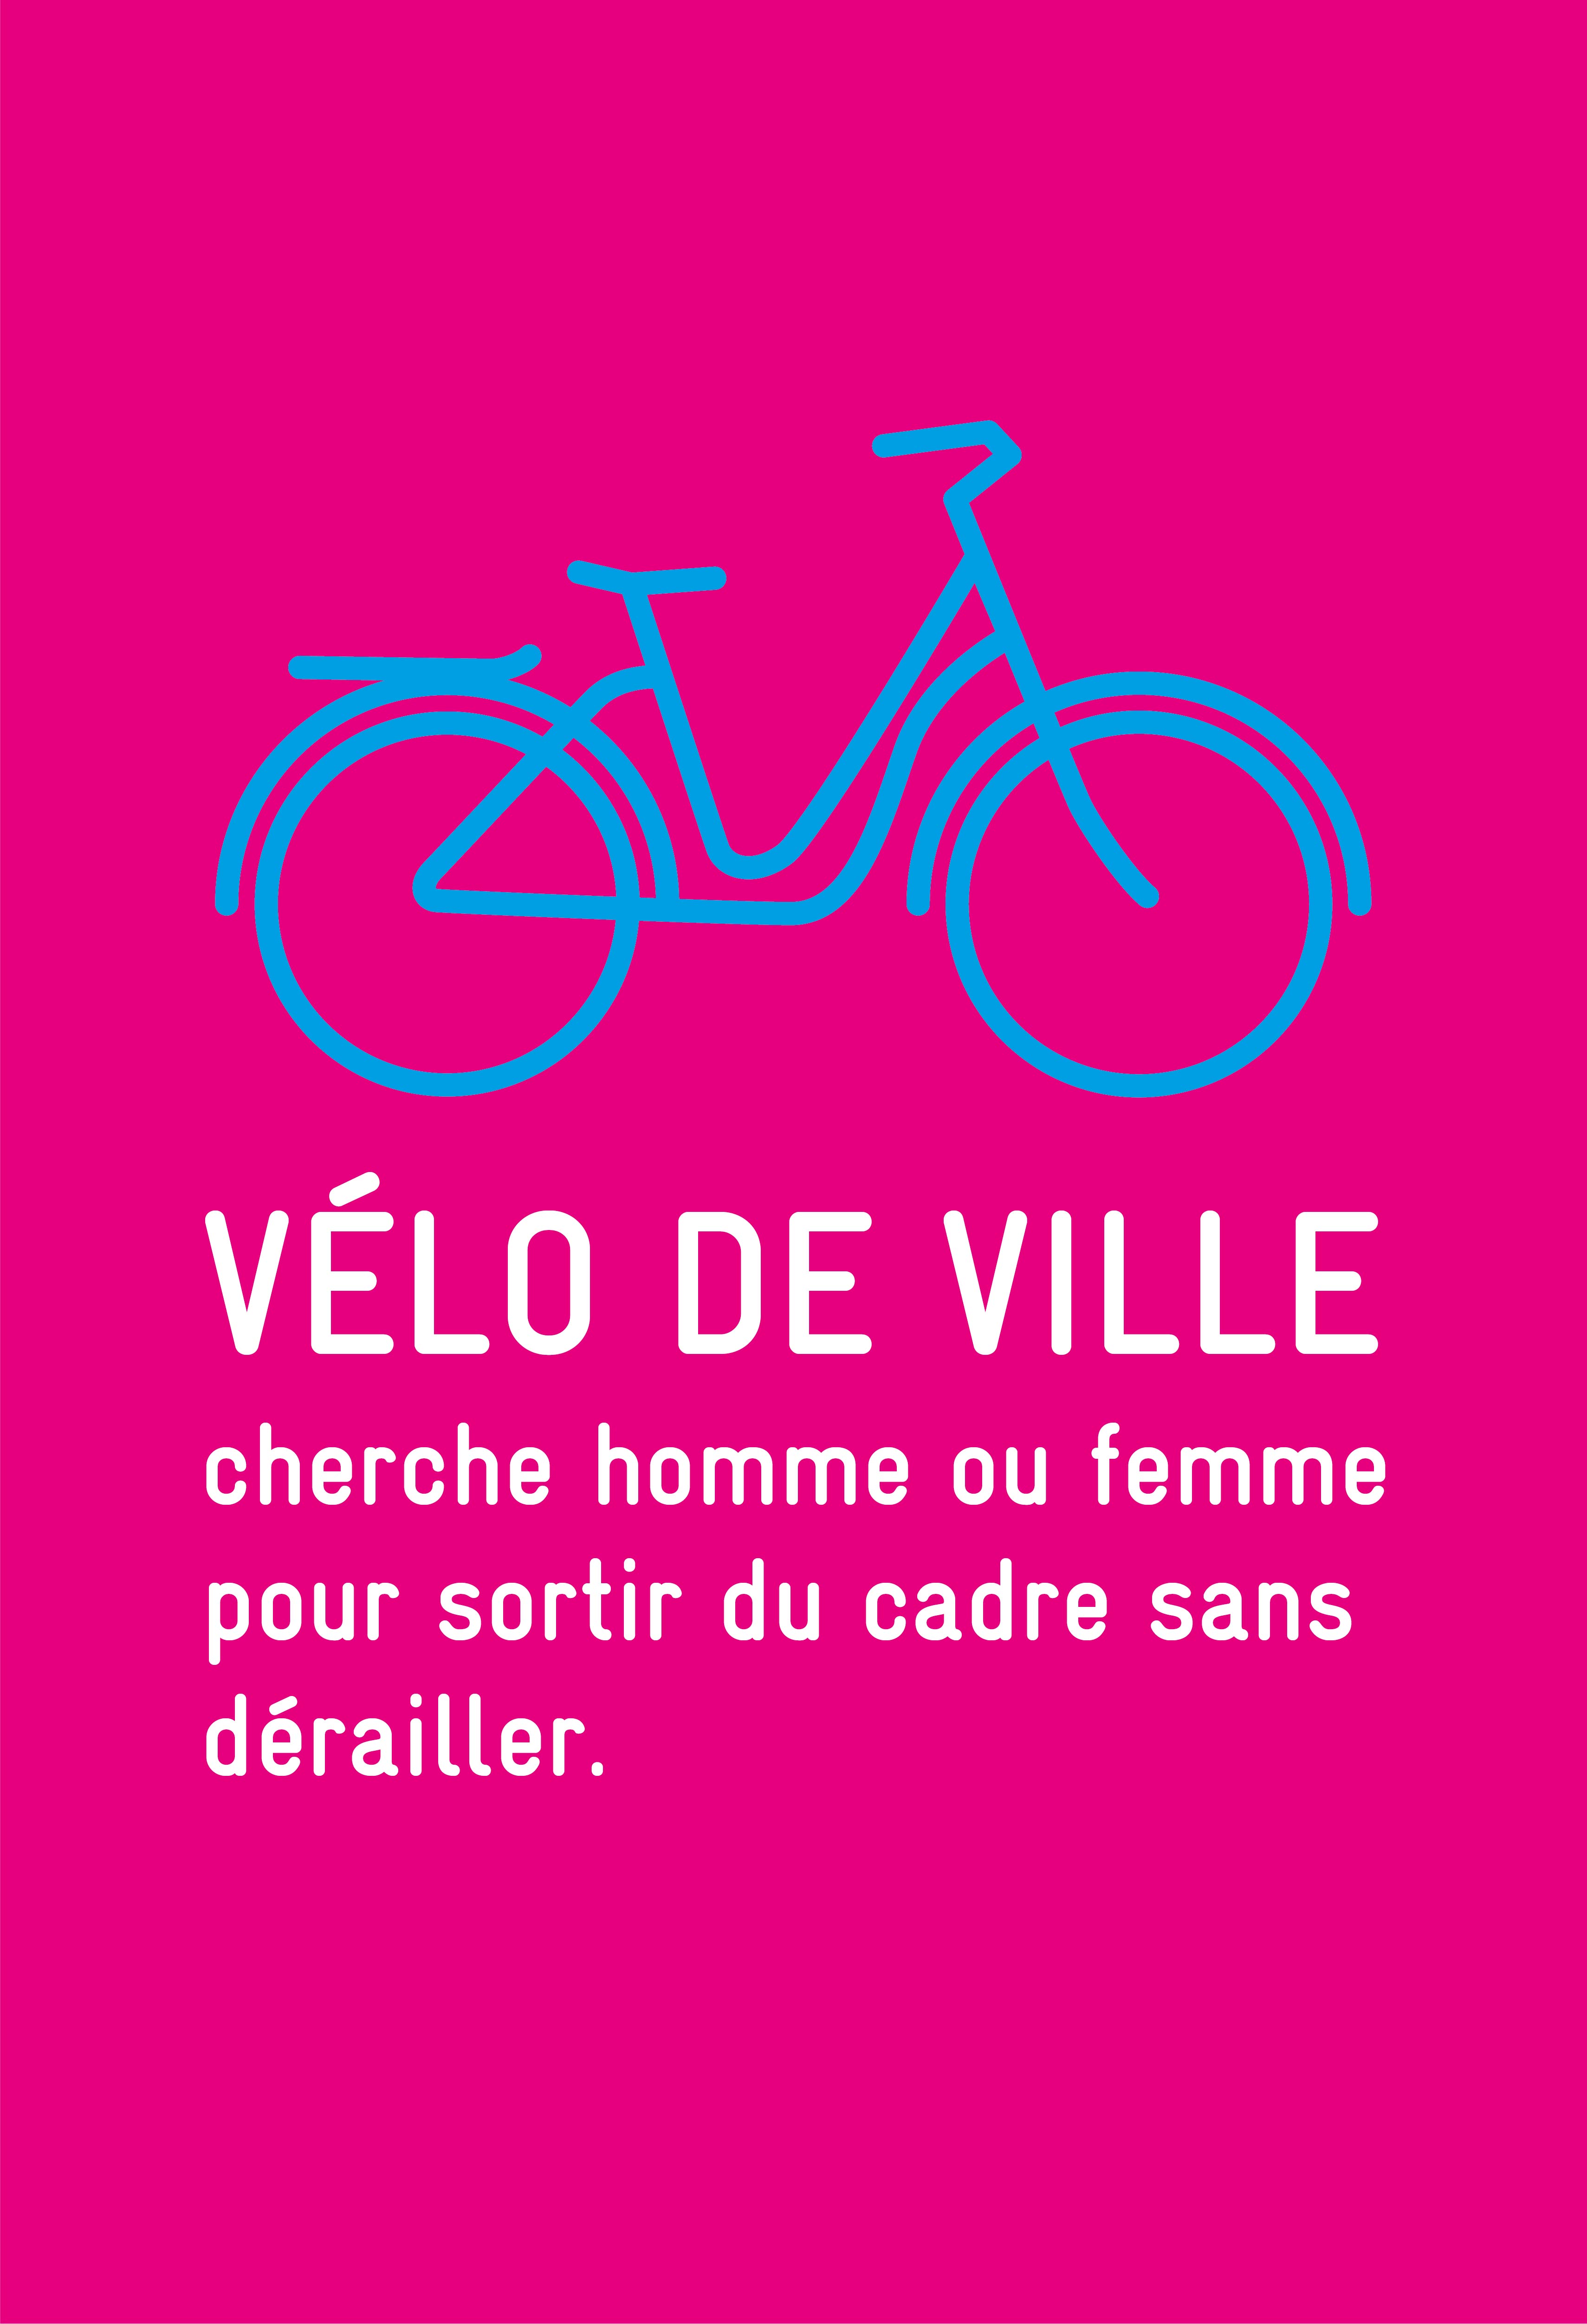 VÉLO DE VILLE
cherche homme ou femme
pour sortir du cadre sans
dérailler.